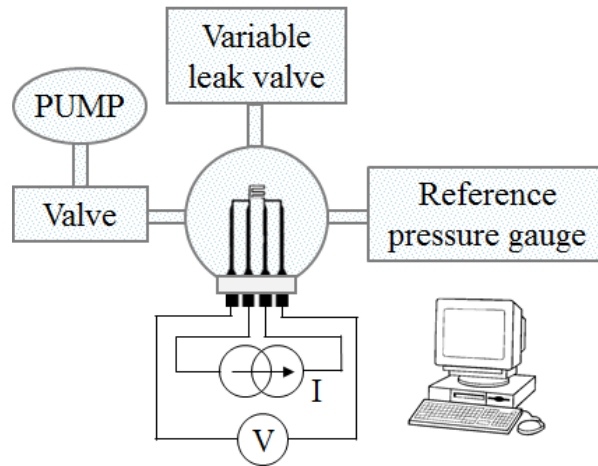 Variable
leak valve
PUMP
Valve
Reference
pressure gauge
I
V